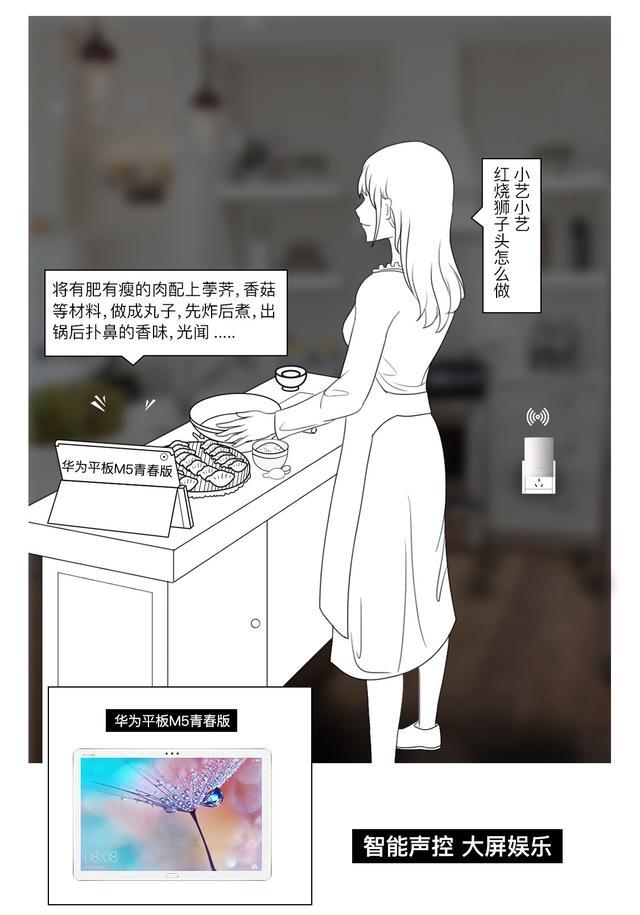 小艺小艺
红烧狮子头怎么做
将有肥有瘦的肉配上荸荠，香菇
等材料，做成丸子，先炸后煮，出
锅后扑鼻的香味，光闻 .....
华为平板M5青春版
华为平板M5青春版
08:08
智能声控 大屏娱乐